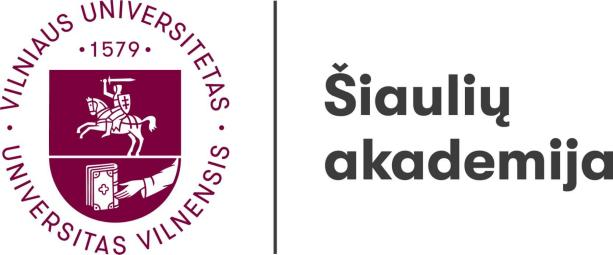 VILNIAUS UNIVERSITETAS
· 1579 ·
· UNIVERSITAS VILNENSIS ·
Šiaulių
akademija